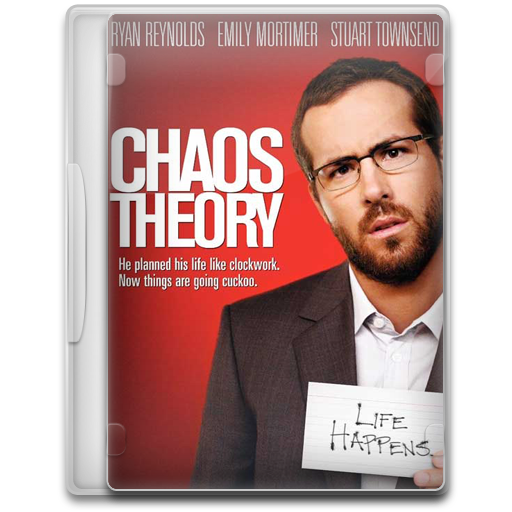 RYAN REYNOLDS EMILY MORTIMER STUART TOWNSEND
CHAOS
THEORY
He planned his life like clockwork.
Now things are going cuckoo.
LIFE
HAPPENS.